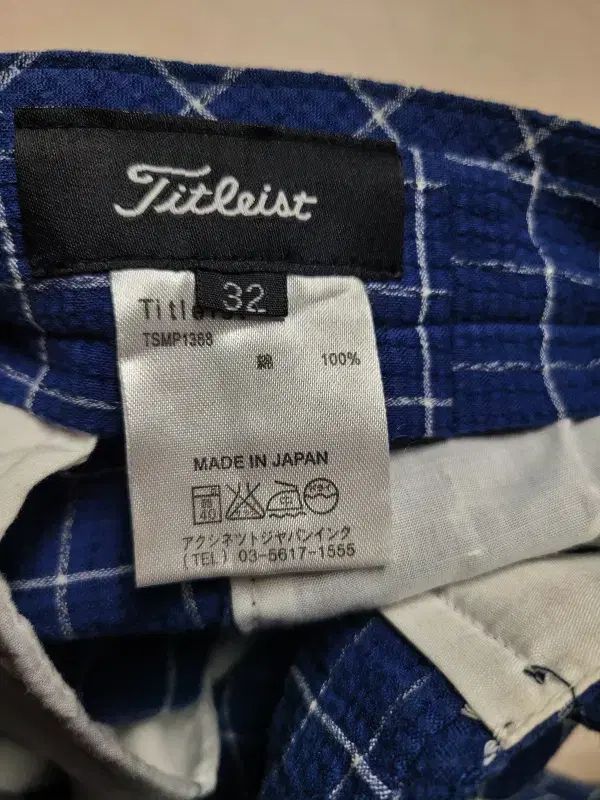 Titleist
32
Titleis
TSMP1388
綿 100%
MADE IN JAPAN
アクシネットジャパンインク
(TEL) 03-5617-1555